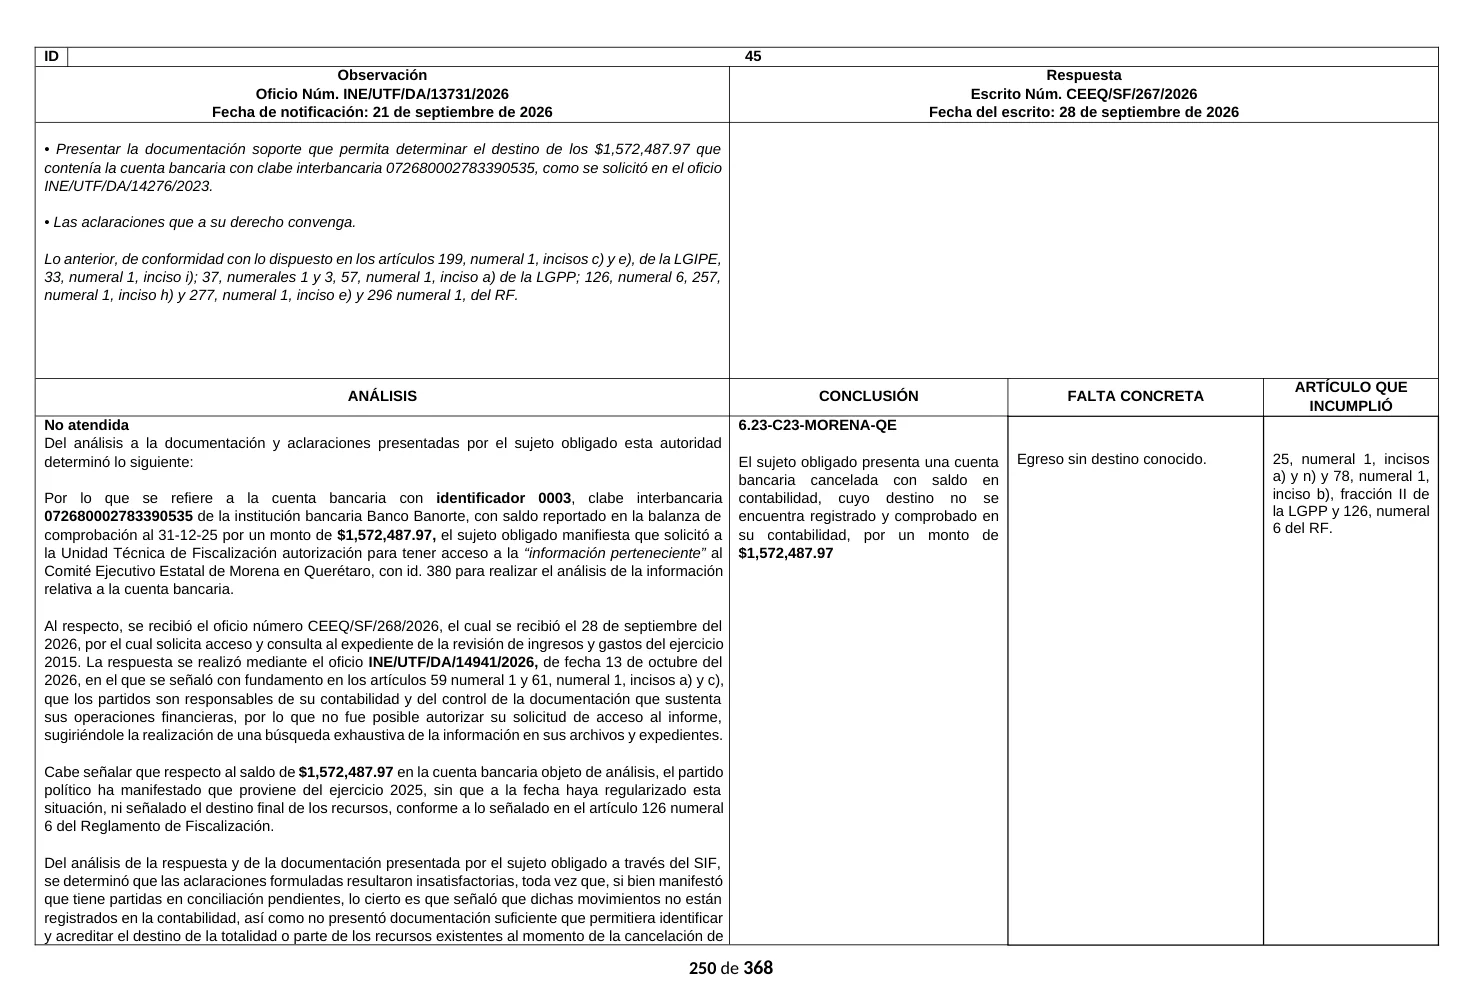 ID 45
Observación
Oficio Núm. INE/UTF/DA/13731/2026
Fecha de notificación: 21 de septiembre de 2026
Respuesta
Escrito Núm. CEEQ/SF/267/2026
Fecha del escrito: 28 de septiembre de 2026
• Presentar la documentación soporte que permita determinar el destino de los $1,572,487.97 que
contenía la cuenta bancaria con clabe interbancaria 072680002783390535, como se solicitó en el oficio
INE/UTF/DA/14276/2023.
• Las aclaraciones que a su derecho convenga.
Lo anterior, de conformidad con lo dispuesto en los artículos 199, numeral 1, incisos c) y e), de la LGIPE,
33, numeral 1, inciso i); 37, numerales 1 y 3, 57, numeral 1, inciso a) de la LGPP; 126, numeral 6, 257,
numeral 1, inciso h) y 277, numeral 1, inciso e) y 296 numeral 1, del RF.
ANÁLISIS
CONCLUSIÓN
FALTA CONCRETA
ARTÍCULO QUE
INCUMPLIÓ
No atendida
Del análisis a la documentación y aclaraciones presentadas por el sujeto obligado esta autoridad
determinó lo siguiente:
Por lo que se refiere a la cuenta bancaria con identificador 0003, clabe interbancaria
072680002783390535 de la institución bancaria Banco Banorte, con saldo reportado en la balanza de
comprobación al 31-12-25 por un monto de $1,572,487.97, el sujeto obligado manifiesta que solicitó a
la Unidad Técnica de Fiscalización autorización para tener acceso a la “información perteneciente” al
Comité Ejecutivo Estatal de Morena en Querétaro, con id. 380 para realizar el análisis de la información
relativa a la cuenta bancaria.
Al respecto, se recibió el oficio número CEEQ/SF/268/2026, el cual se recibió el 28 de septiembre del
2026, por el cual solicita acceso y consulta al expediente de la revisión de ingresos y gastos del ejercicio
2015. La respuesta se realizó mediante el oficio INE/UTF/DA/14941/2026, de fecha 13 de octubre del
2026, en el que se señaló con fundamento en los artículos 59 numeral 1 y 61, numeral 1, incisos a) y c),
que los partidos son responsables de su contabilidad y del control de la documentación que sustenta
sus operaciones financieras, por lo que no fue posible autorizar su solicitud de acceso al informe,
sugiriéndole la realización de una búsqueda exhaustiva de la información en sus archivos y expedientes.
Cabe señalar que respecto al saldo de $1,572,487.97 en la cuenta bancaria objeto de análisis, el partido
político ha manifestado que proviene del ejercicio 2025, sin que a la fecha haya regularizado esta
situación, ni señalado el destino final de los recursos, conforme a lo señalado en el artículo 126 numeral
6 del Reglamento de Fiscalización.
Del análisis de la respuesta y de la documentación presentada por el sujeto obligado a través del SIF,
se determinó que las aclaraciones formuladas resultaron insatisfactorias, toda vez que, si bien manifestó
que tiene partidas en conciliación pendientes, lo cierto es que señaló que dichas movimientos no están
registrados en la contabilidad, así como no presentó documentación suficiente que permitiera identificar
y acreditar el destino de la totalidad o parte de los recursos existentes al momento de la cancelación de
6.23-C23-MORENA-QE
El sujeto obligado presenta una cuenta
bancaria cancelada con saldo en
contabilidad, cuyo destino no se
encuentra registrado y comprobado en
su contabilidad, por un monto de
$1,572,487.97
Egreso sin destino conocido.
25, numeral 1, incisos
a) y n) y 78, numeral 1,
inciso b), fracción II de
la LGPP y 126, numeral
6 del RF.
250 de 368